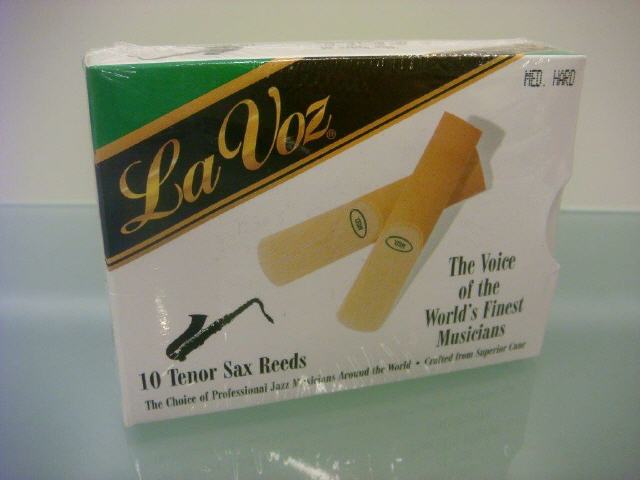 MED. HARD
La Voz®
The Voice
of the
World's Finest
Musicians
10 Tenor Sax Reeds
The Choice of Professional Jazz Musicians Around the World • Crafted from Superior Cane